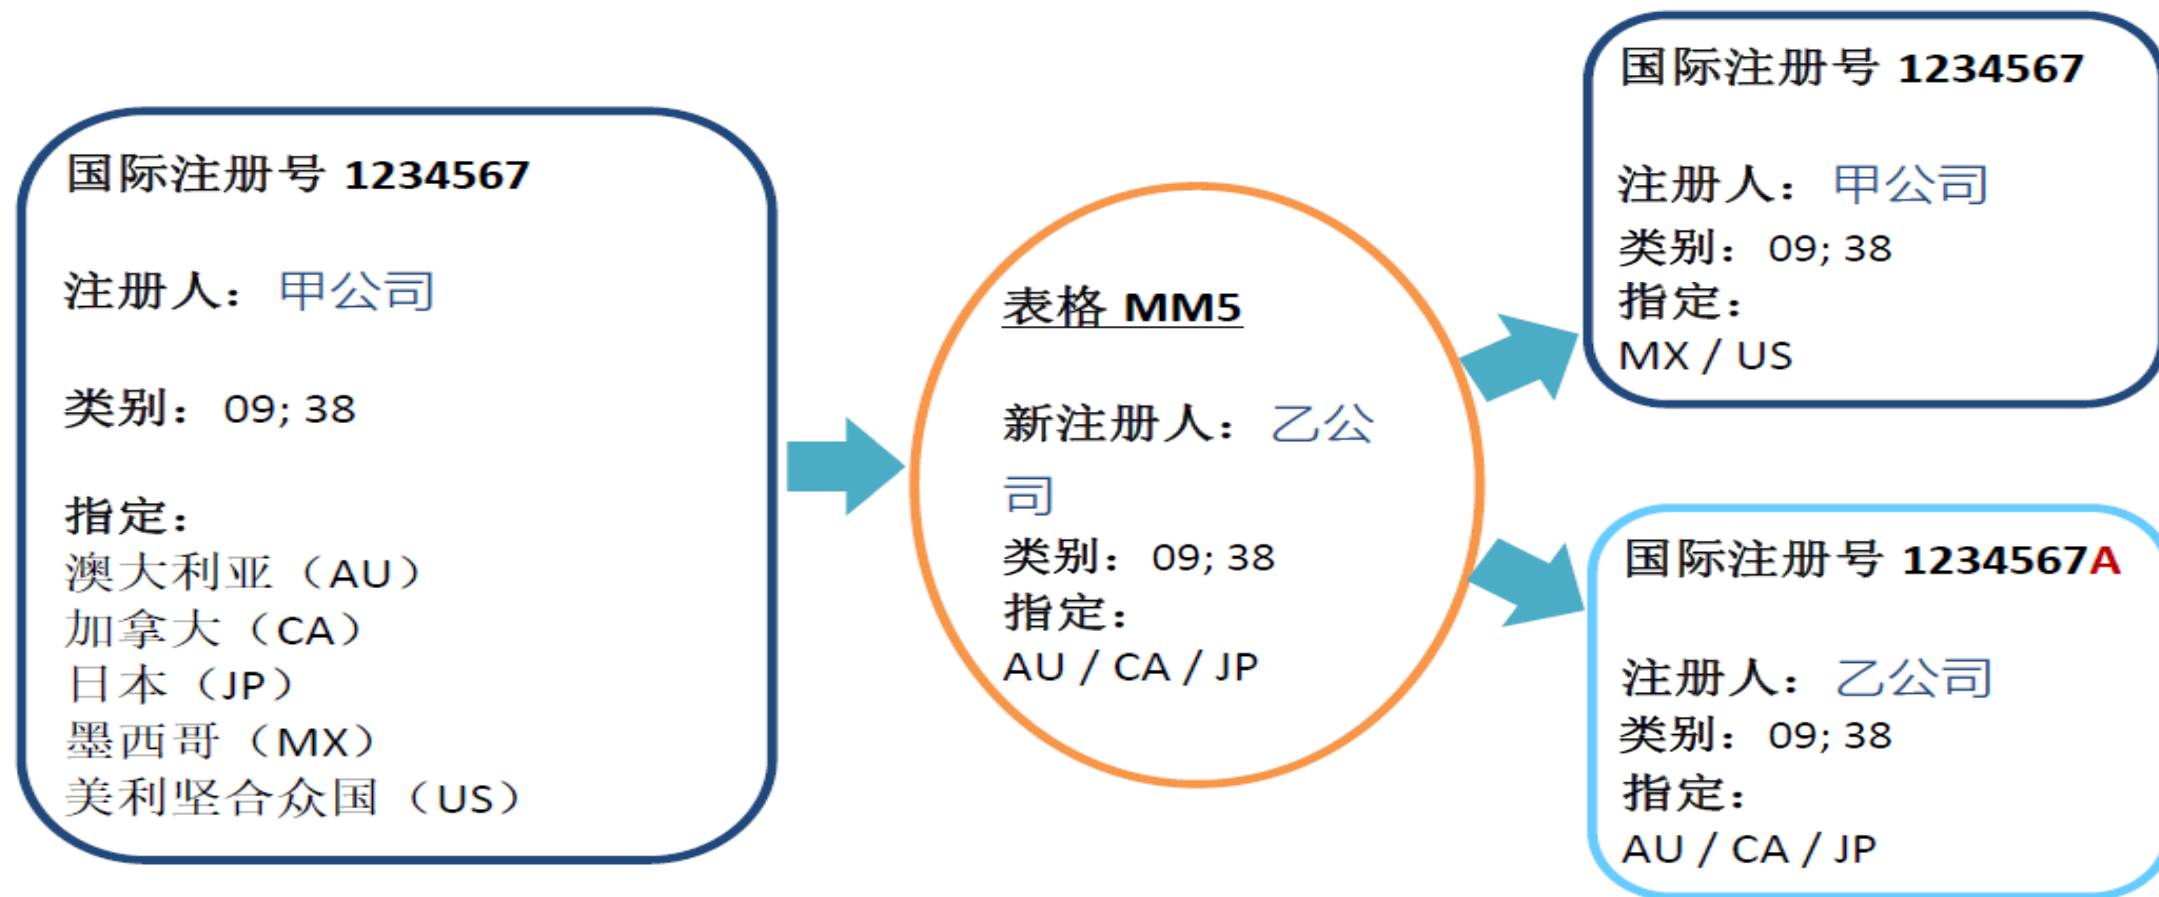 国际注册号 1234567
注册人：甲公司
类别：09; 38
指定：
澳大利亚（AU）
加拿大（CA）
日本（JP）
墨西哥（MX）
美利坚合众国（US）
表格 MM5
新注册人：乙公
司
类别：09; 38
指定：
AU / CA / JP
国际注册号 1234567
注册人：甲公司
类别：09; 38
指定：
MX / US
国际注册号 1234567A
注册人：乙公司
类别：09; 38
指定：
AU / CA / JP